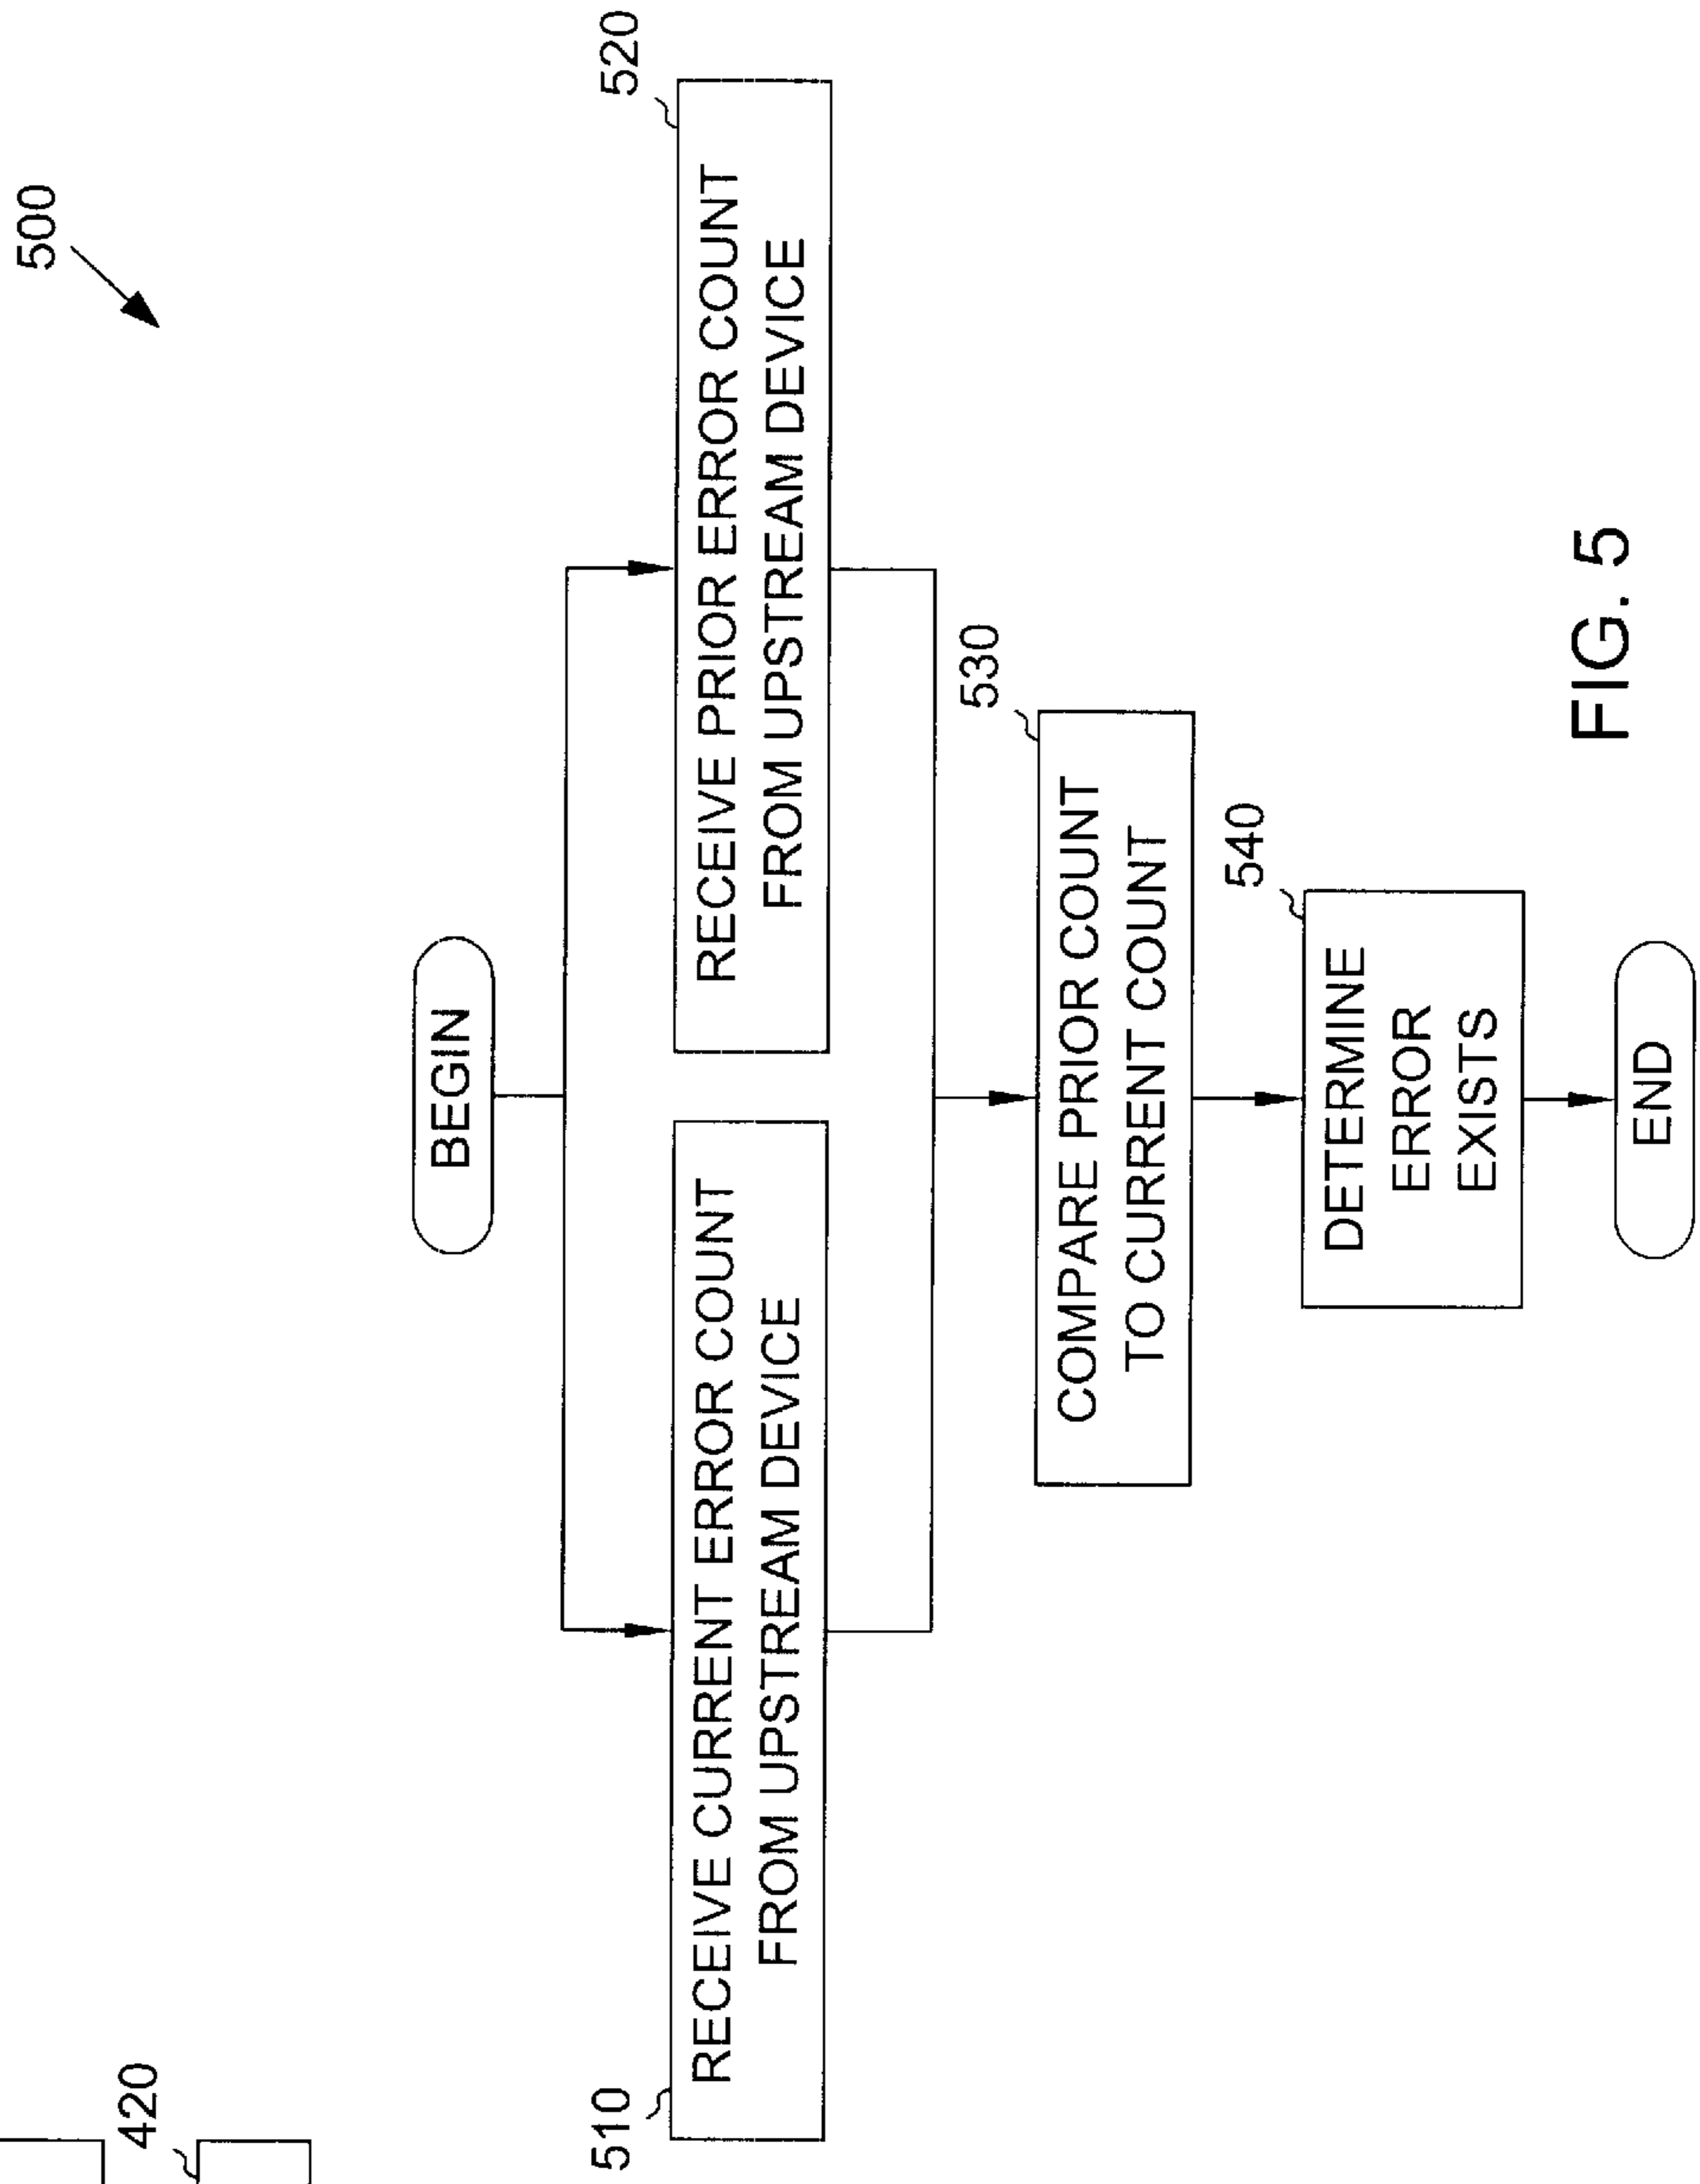 500
BEGIN
510
RECEIVE CURRENT ERROR COUNT
FROM UPSTREAM DEVICE
520
RECEIVE PRIOR ERROR COUNT
FROM UPSTREAM DEVICE
530
COMPARE PRIOR COUNT
TO CURRENT COUNT
540
DETERMINE
ERROR
EXISTS
END
FIG. 5
420